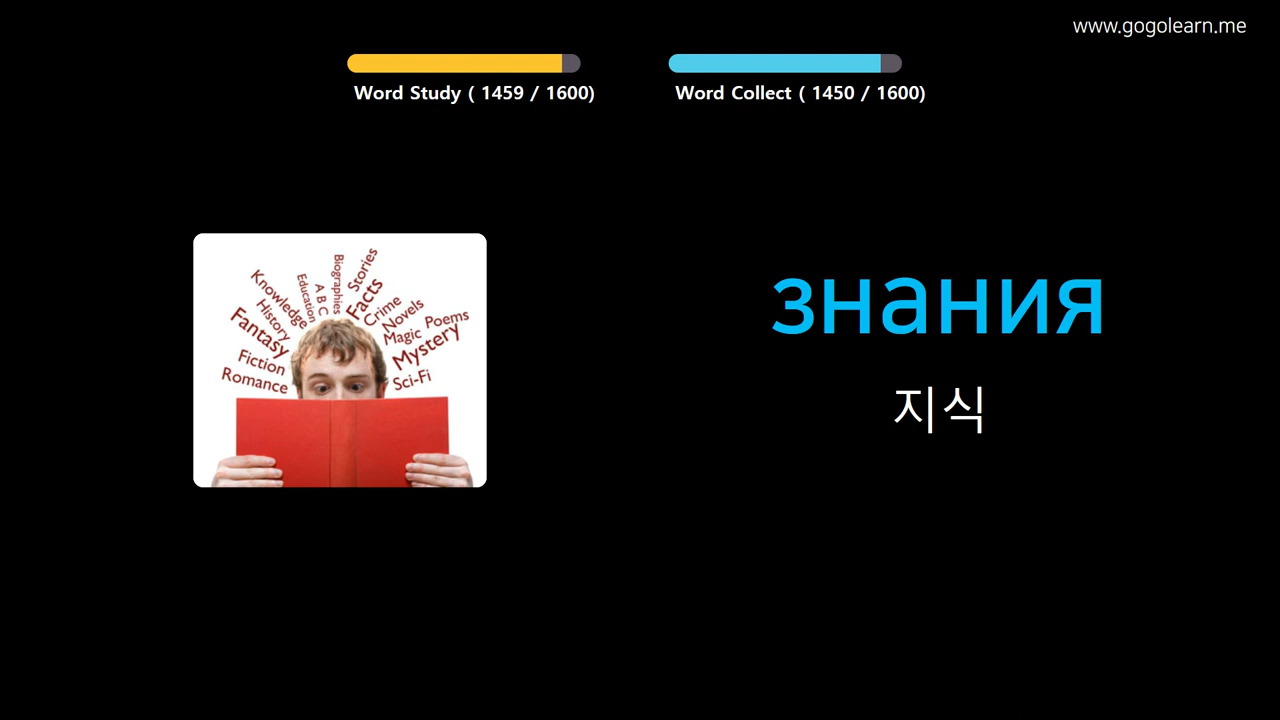 www.gogolearn.me
Word Study ( 1459 / 1600)
Word Collect ( 1450 / 1600)
Knowledge
History
Fantasy
Fiction
Romance
Education
A B C
Biographies
Stories
Facts
Crime
Novels
Magic
Poems
Mystery
Sci-Fi
знания
지식